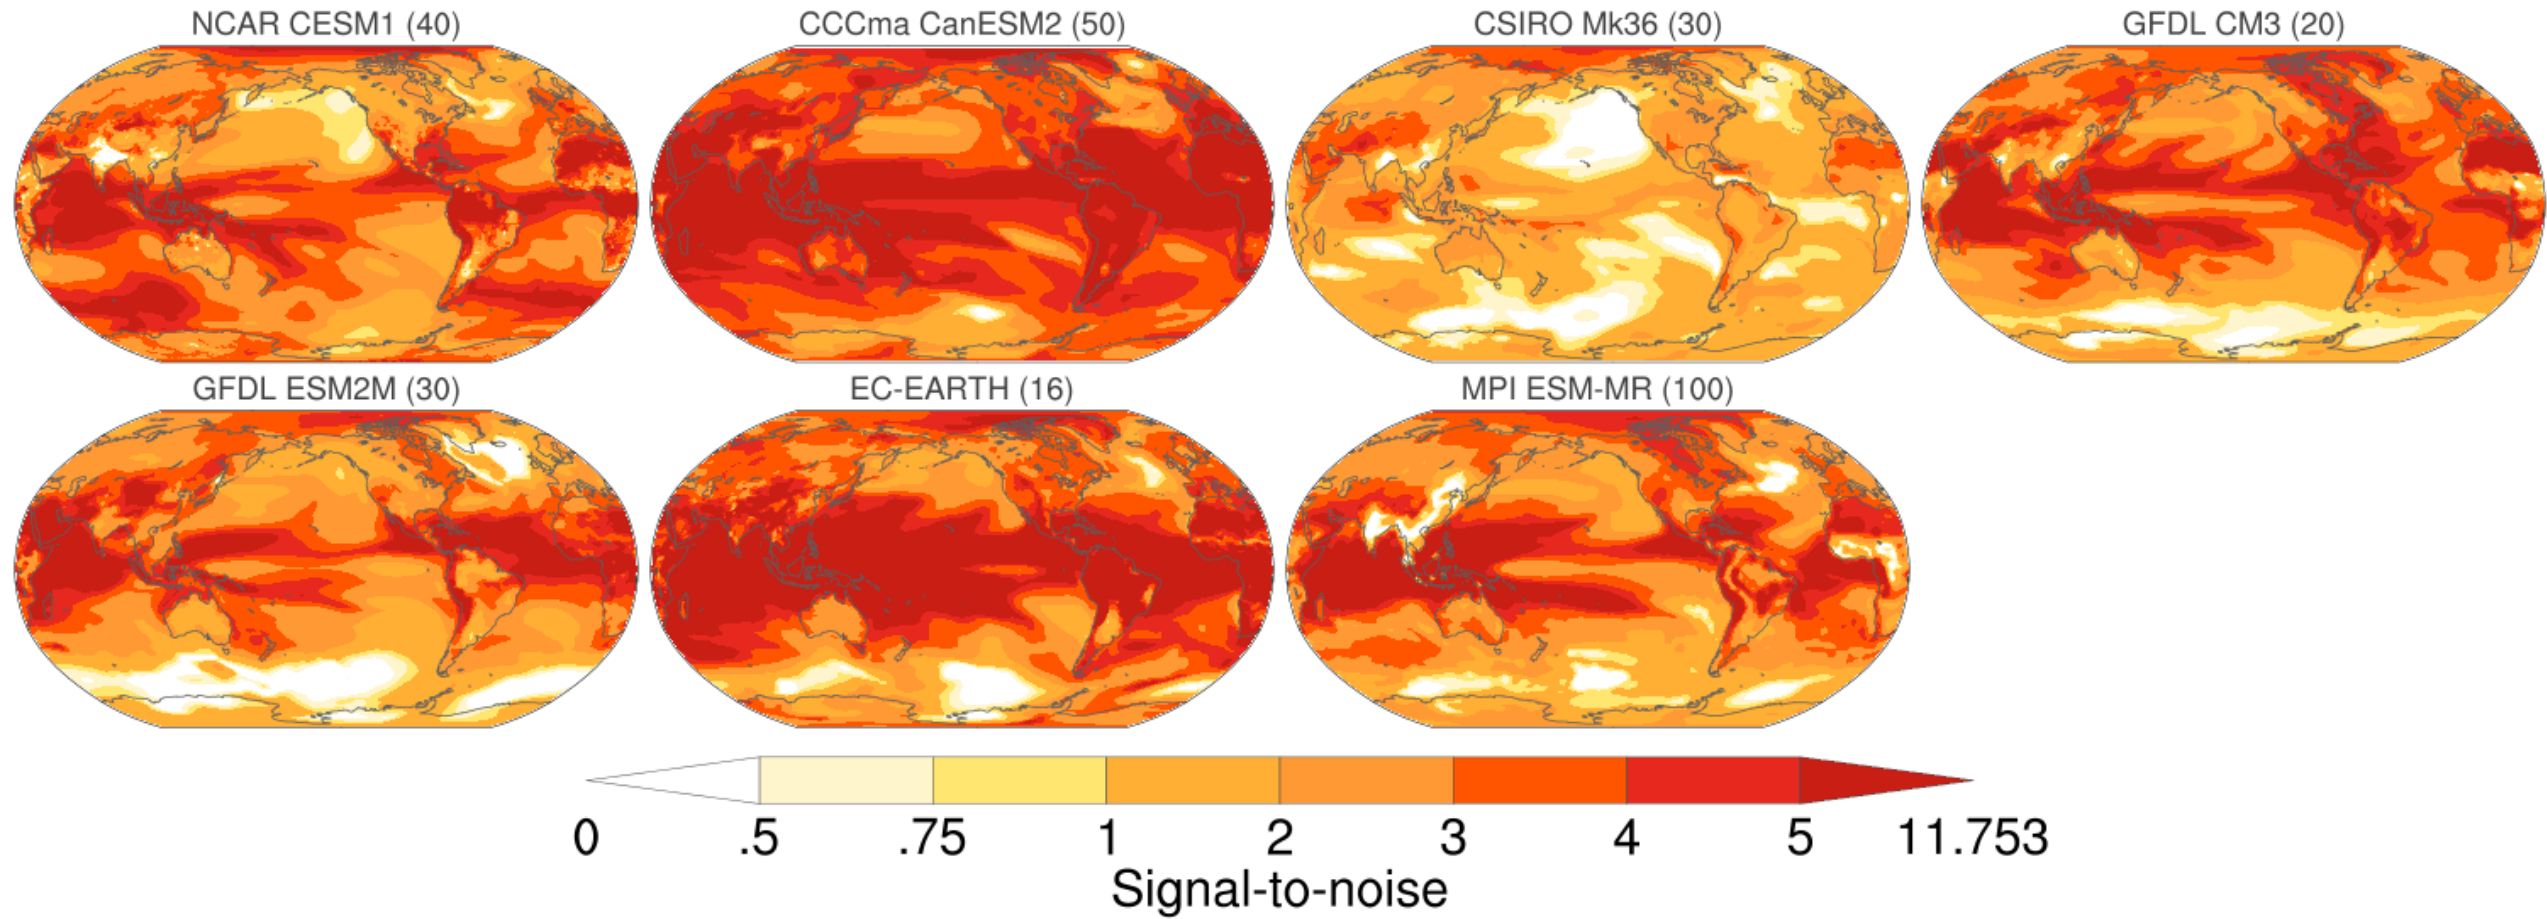 NCAR CESM1 (40)
CCCma CanESM2 (50)
CSIRO Mk36 (30)
GFDL CM3 (20)
GFDL ESM2M (30)
EC-EARTH (16)
MPI ESM-MR (100)
0 .5 .75 1 2 3 4 5 11.753
Signal-to-noise